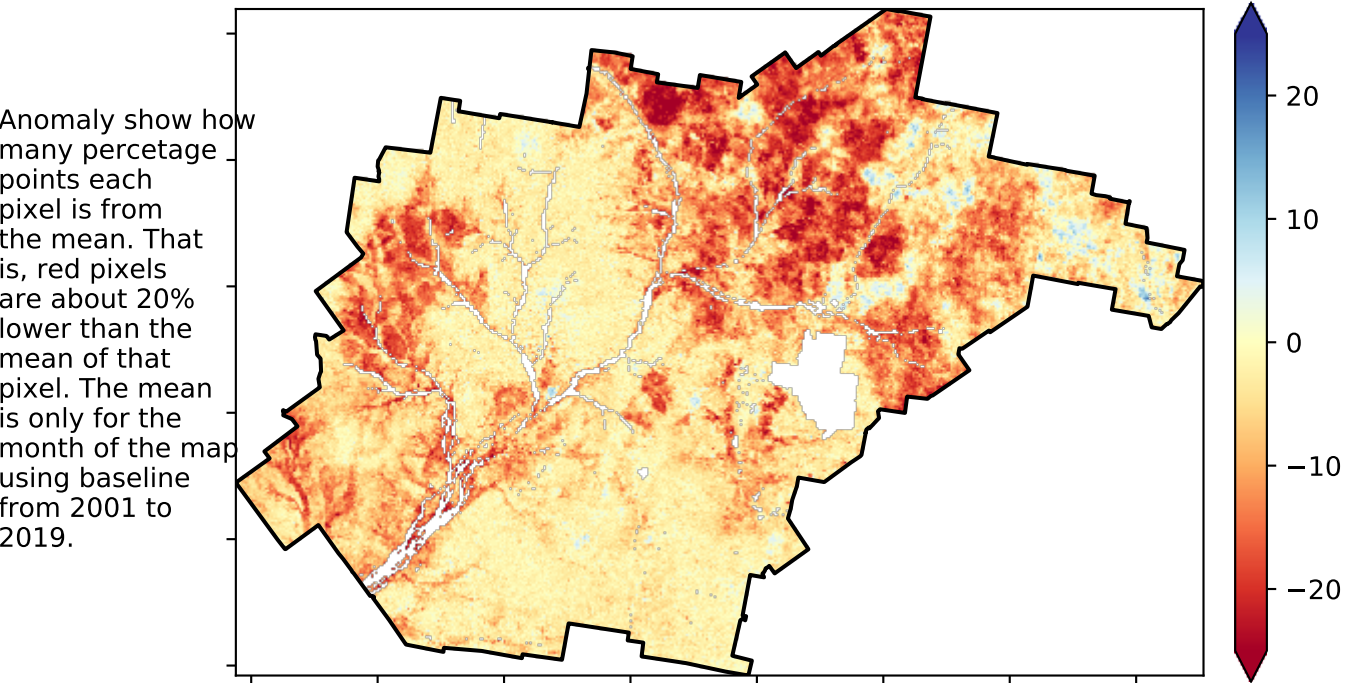 Anomaly show how
many percetage
points each
pixel is from
the mean. That
is, red pixels
are about 20%
lower than the
mean of that
pixel. The mean
is only for the
month of the map
using baseline
from 2001 to
2019.
20
10
0
−10
−20